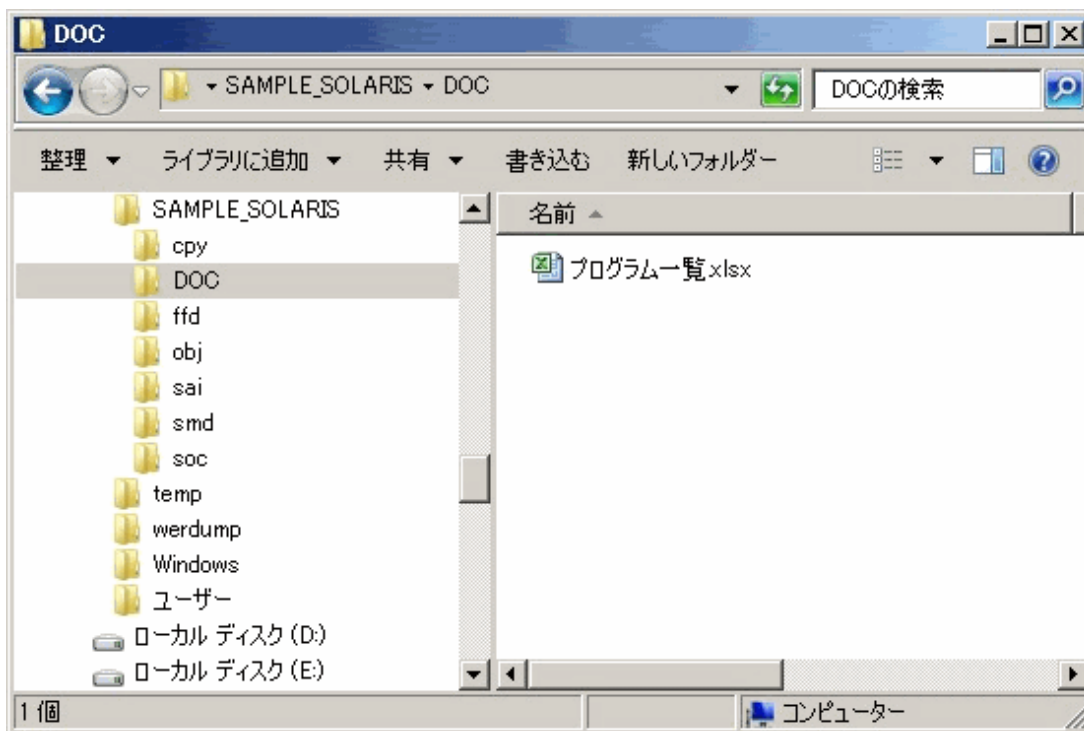 DOC
SAMPLE_SOLARIS DOC DOCの検索
整理 ライブラリに追加 共有 書き込む 新しいフォルダー
SAMPLE_SOLARIS
名前
cpy
プログラム一覧.xlsx
DOC
ffd
obj
sai
smd
soc
temp
werdump
Windows
ユーザー
ローカル ディスク (D:)
ローカル ディスク (E:)
1 個 コンピューター